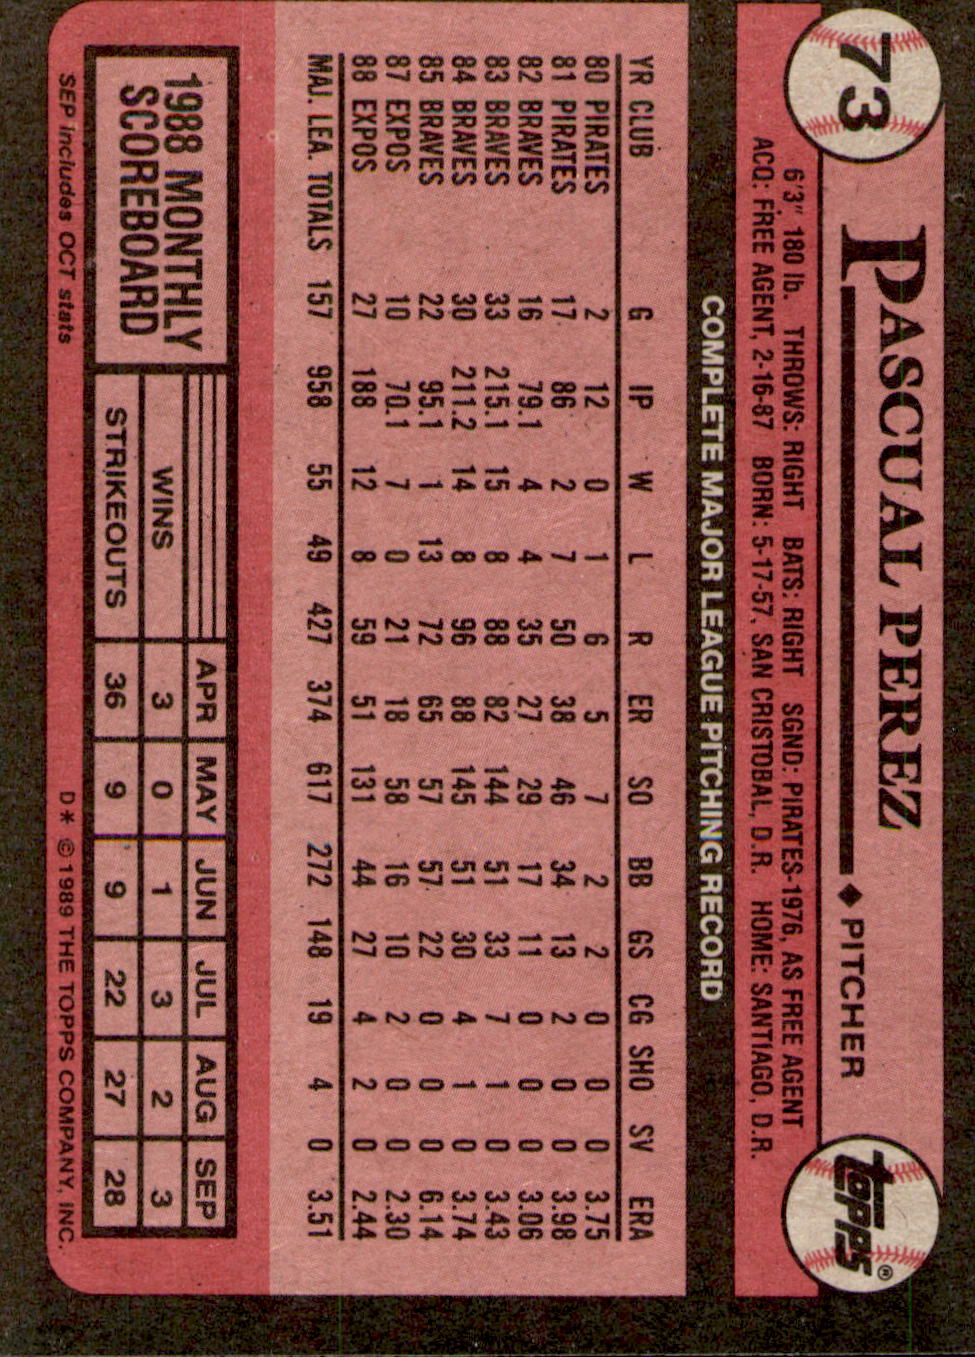 73
PASCUAL PEREZ ♦ PITCHER
topps®
6'3" 180 lb. THROWS: RIGHT BATS: RIGHT SGND: PIRATES-1976, AS FREE AGENT
ACQ: FREE AGENT, 2-16-87 BORN: 5-17-57, SAN CRISTOBAL, D.R. HOME: SANTIAGO, D.R.
COMPLETE MAJOR LEAGUE PITCHING RECORD
YR CLUB G IP W L R ER SO BB GS CG SHO SV ERA
80 PIRATES 2 12 0 1 6 5 7 2 2 0 0 0 3.75
81 PIRATES 17 86 2 7 50 38 46 34 13 2 0 0 3.98
82 BRAVES 16 79.1 4 4 35 27 29 17 11 0 0 0 3.06
83 BRAVES 33 215.1 15 8 88 82 144 51 33 7 1 0 3.43
84 BRAVES 30 211.2 14 8 96 88 145 51 30 4 1 0 3.74
85 BRAVES 22 95.1 1 13 72 65 57 57 22 0 0 0 6.14
87 EXPOS 10 70.1 7 0 21 18 58 16 10 2 0 0 2.30
88 EXPOS 27 188 12 8 59 51 131 44 27 4 2 0 2.44
MAJ. LEA. TOTALS 157 958 55 49 427 374 617 272 148 19 4 0 3.51
1988 MONTHLY
SCOREBOARD
APR MAY JUN JUL AUG SEP
WINS 3 0 1 3 2 3
STRIKEOUTS 36 9 9 22 27 28
SEP includes OCT stats
D* © 1989 THE TOPPS COMPANY, INC.